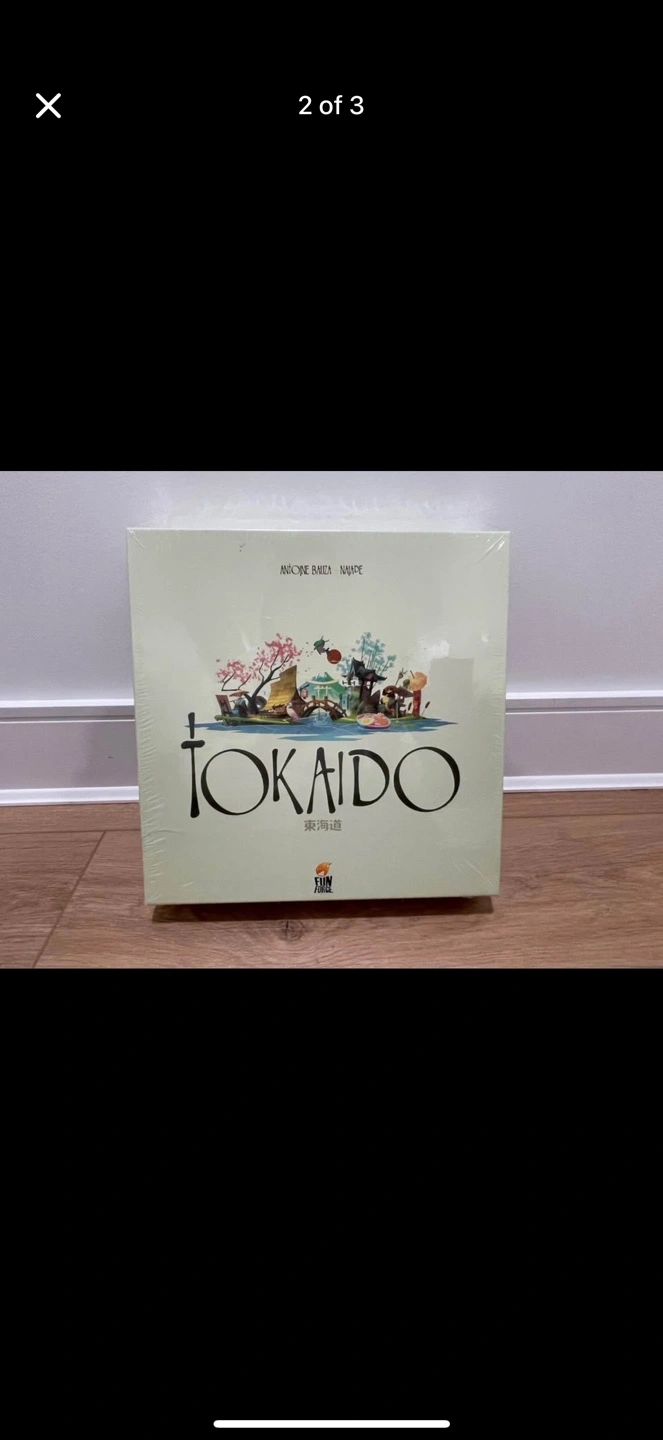 2 of 3
ANTOINE BAUZA NAÏADE
TOKAIDO
東海道
FUN
FORGE